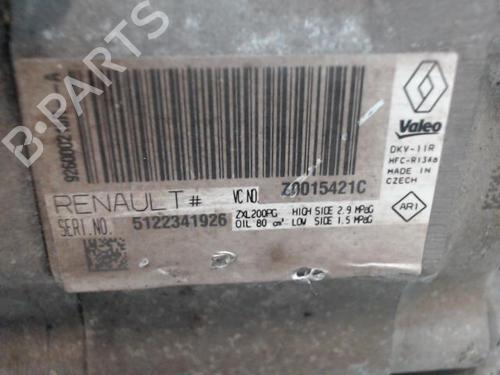 A
Valeo
DKV-11R
HFC-R134a
MADE IN
CZECH
RENAULT #
VC NO. Z0015421C
SERI.NO. 5122341926
ZXL200PG HIGH SIDE 2.9 MPaG
OIL 80 cm³ LOW SIDE 1.5 MPaG
ARI